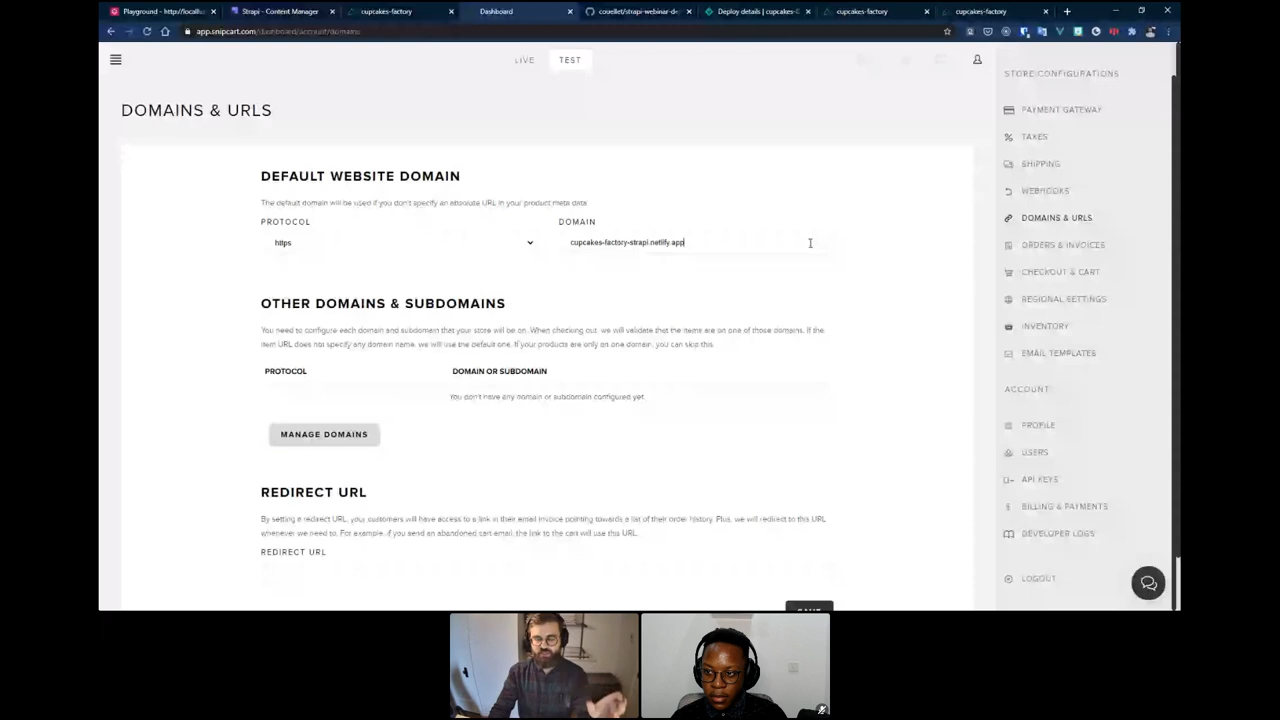 Playground - http://localhos
Strapi - Content Manager
cupcakes-factory
Dashboard
couellet/strapi-webinar-de
Deploy details | cupcakes-f
cupcakes-factory
cupcakes-factory
app.snipcart.com/dashboard/account/domains
LIVE
TEST
STORE CONFIGURATIONS
DOMAINS & URLS
PAYMENT GATEWAY
TAXES
SHIPPING
WEBHOOKS
DOMAINS & URLS
ORDERS & INVOICES
CHECKOUT & CART
REGIONAL SETTINGS
INVENTORY
EMAIL TEMPLATES
ACCOUNT
PROFILE
USERS
API KEYS
BILLING & PAYMENTS
DEVELOPER LOGS
LOGOUT
DEFAULT WEBSITE DOMAIN
The default domain will be used if you don't specify an absolute URL in your product meta data
PROTOCOL
DOMAIN
https
cupcakes-factory-strapi.netlify.app
OTHER DOMAINS & SUBDOMAINS
You need to configure each domain and subdomain that your store will be on. When checking out, we will validate that the items are on one of those domains. If the
item URL does not specify any domain name, we will use the default one. If your products are only on one domain, you can skip this.
PROTOCOL
DOMAIN OR SUBDOMAIN
You don't have any domain or subdomain configured yet.
MANAGE DOMAINS
REDIRECT URL
By setting a redirect URL, your customers will have access to a link in their email invoice pointing towards a list of their order history. Plus, we will redirect to this URL
whenever we need to. For example, if you send an abandoned cart email, the link to the cart will use this URL.
REDIRECT URL
SAVE